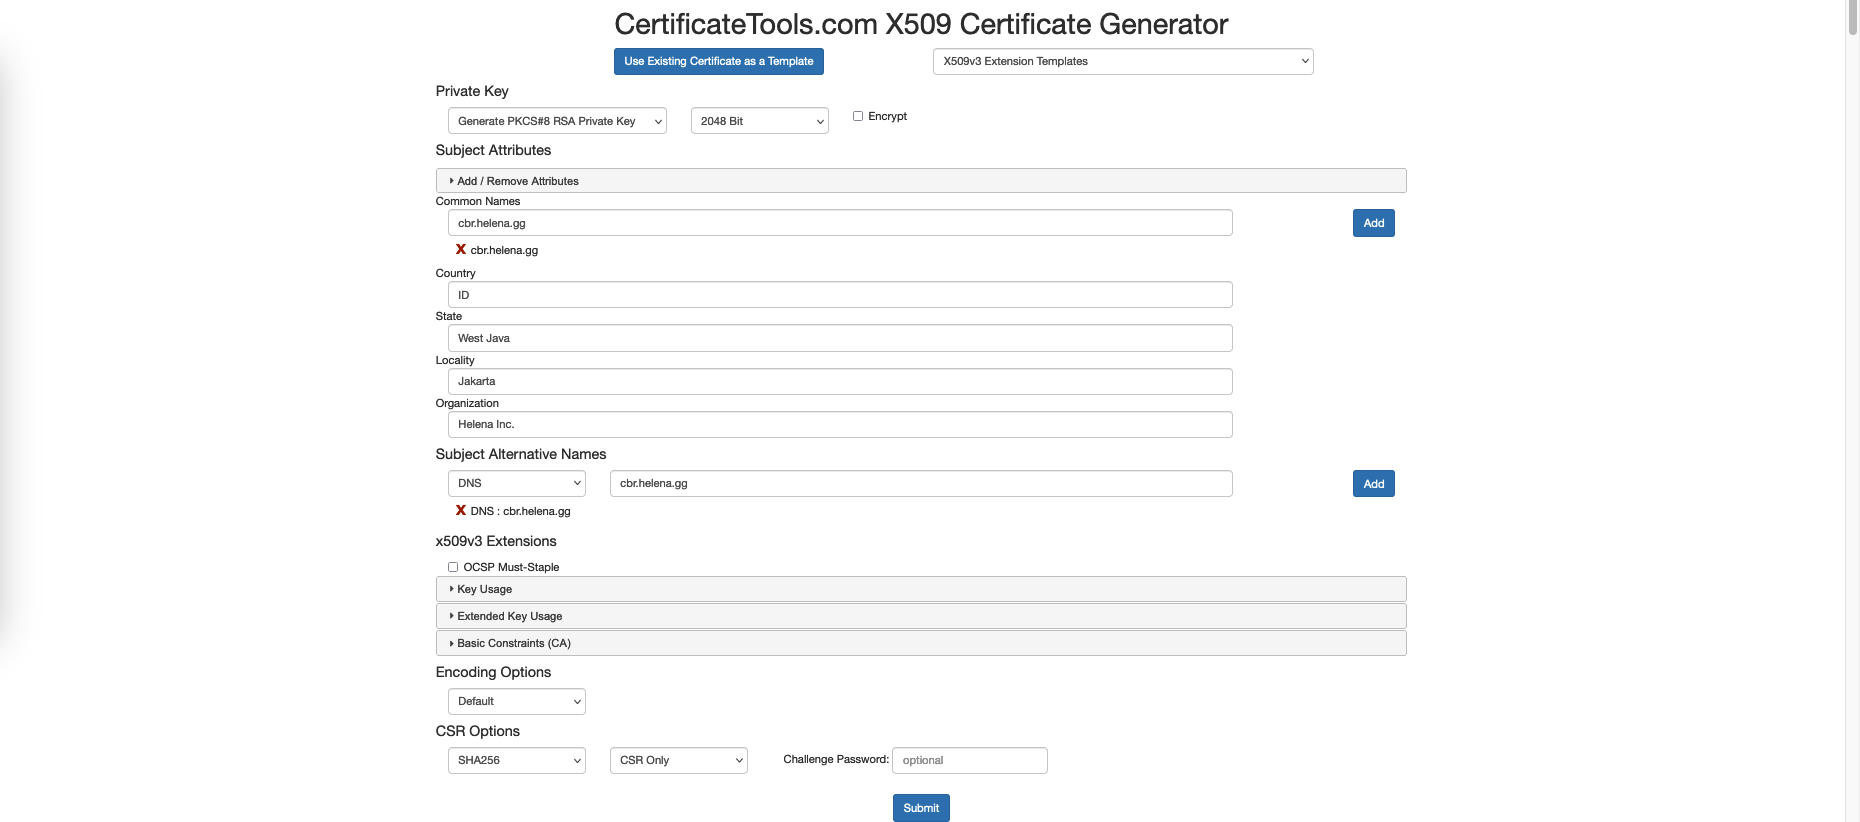 CertificateTools.com X509 Certificate Generator
Use Existing Certificate as a Template X509v3 Extension Templates
Private Key
Generate PKCS#8 RSA Private Key 2048 Bit Encrypt
Subject Attributes
Add / Remove Attributes
Common Names
cbr.helena.gg Add
X cbr.helena.gg
Country
ID
State
West Java
Locality
Jakarta
Organization
Helena Inc.
Subject Alternative Names
DNS cbr.helena.gg Add
X DNS : cbr.helena.gg
x509v3 Extensions
OCSP Must-Staple
Key Usage
Extended Key Usage
Basic Constraints (CA)
Encoding Options
Default
CSR Options
SHA256 CSR Only Challenge Password: optional
Submit